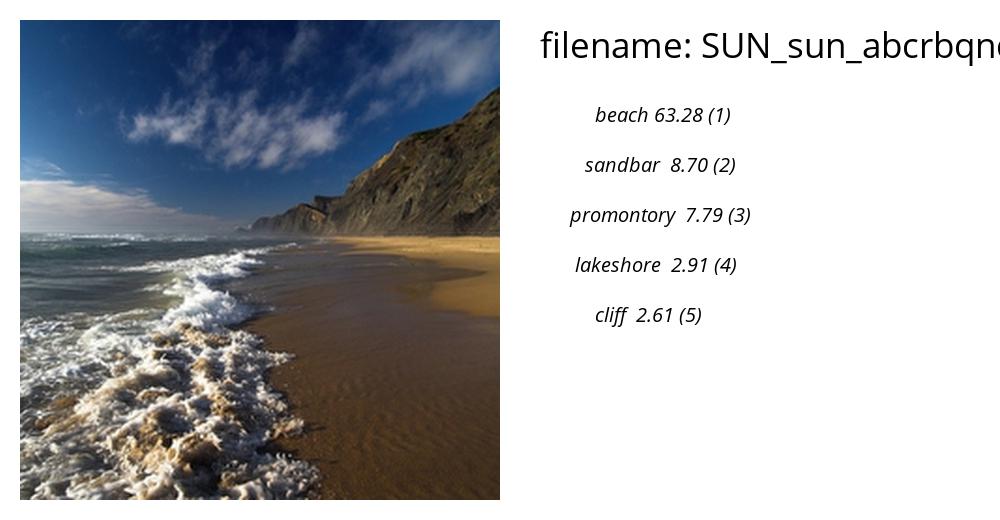 filename: SUN_sun_abcrbqn
beach 63.28 (1)
sandbar 8.70 (2)
promontory 7.79 (3)
lakeshore 2.91 (4)
cliff 2.61 (5)